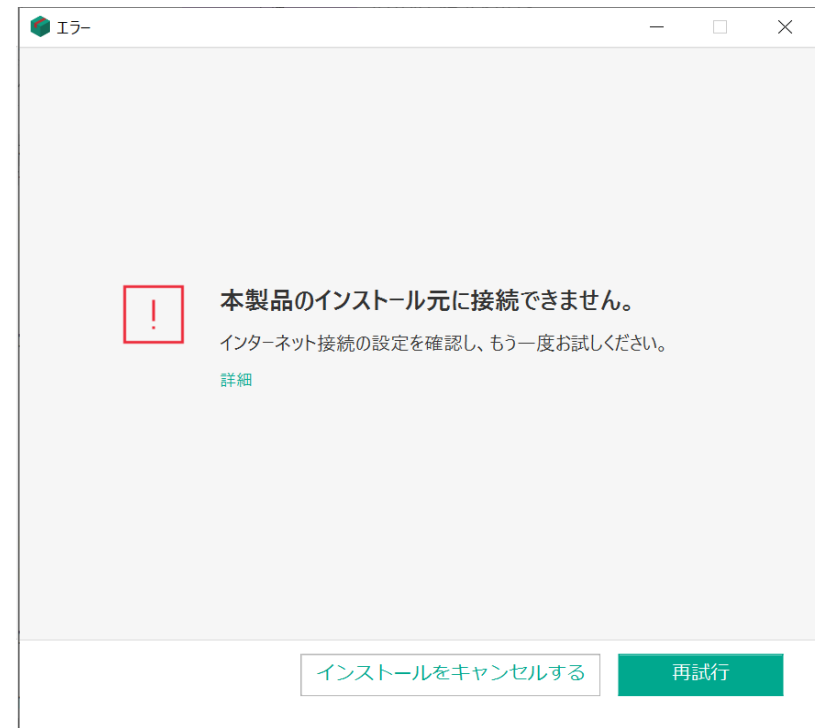 エラー
本製品のインストール元に接続できません。
インターネット接続の設定を確認し、もう一度お試しください。
詳細
インストールをキャンセルする
再試行